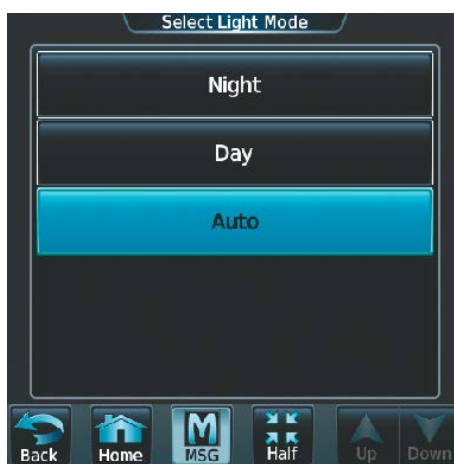 Select Light Mode
Night
Day
Auto
M
Back Home MSG Half Up Down